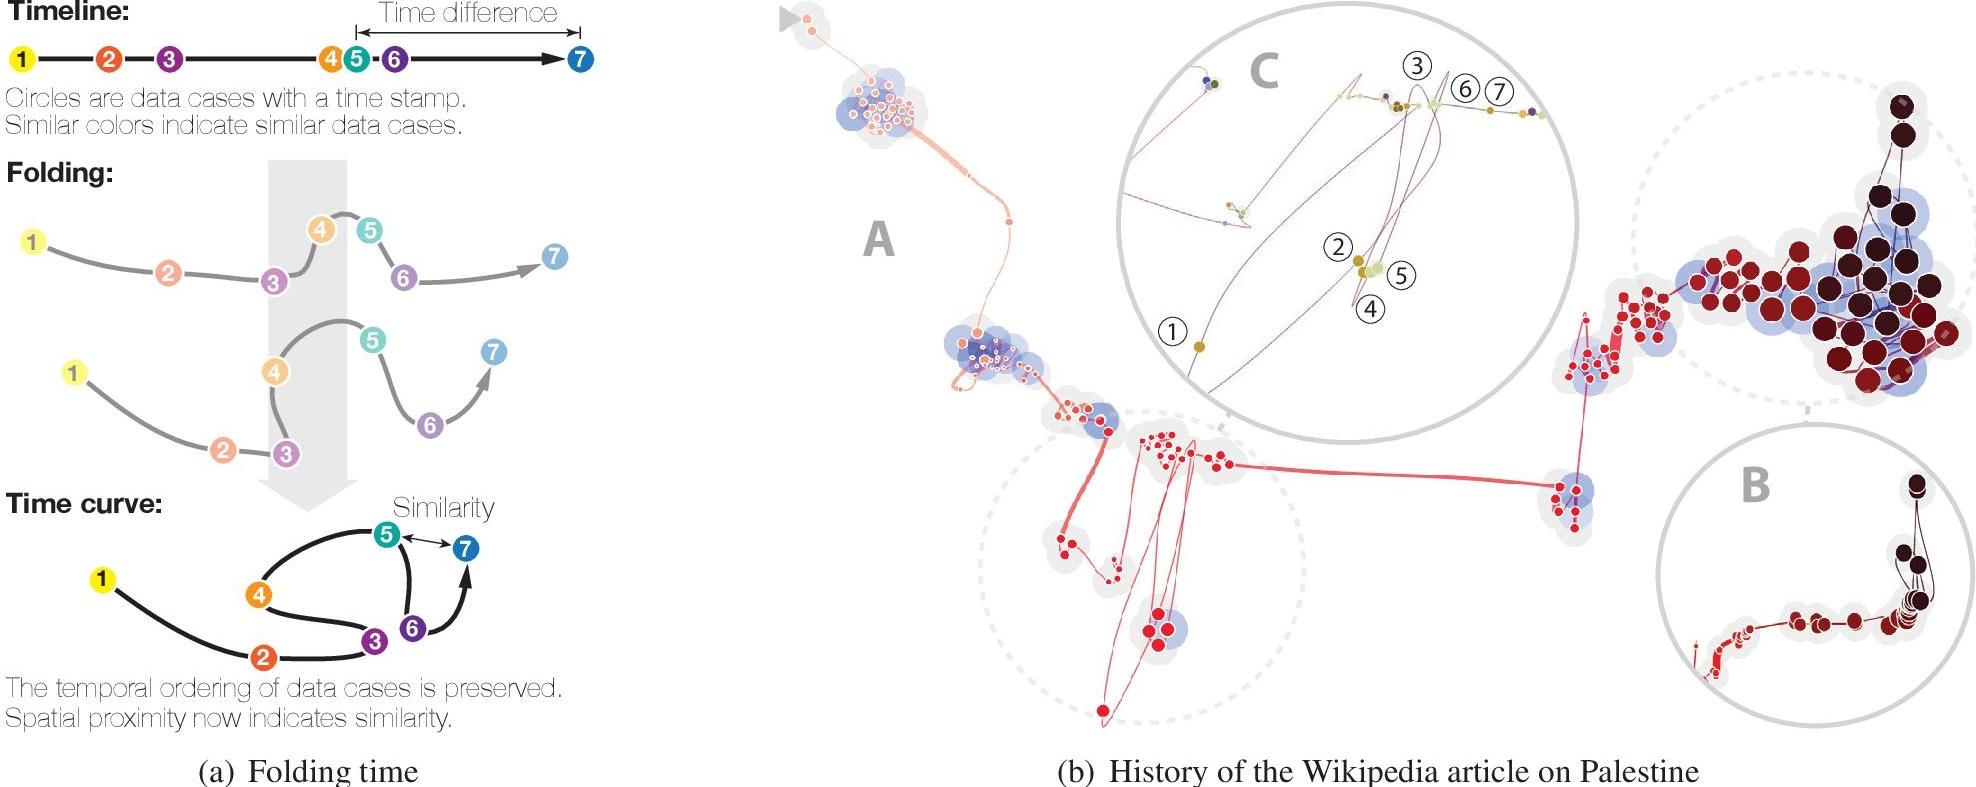 Timeline:
Time difference
1 2 3 4 5 6 7
Circles are data cases with a time stamp.
Similar colors indicate similar data cases.
Folding:
1 2 3 4 5 6 7
1 2 3 4 5 6 7
Time curve:
Similarity
1 2 3 4 5 6 7
The temporal ordering of data cases is preserved.
Spatial proximity now indicates similarity.
(a) Folding time
A
C
3
6 7
2
5
4
1
B
(b) History of the Wikipedia article on Palestine